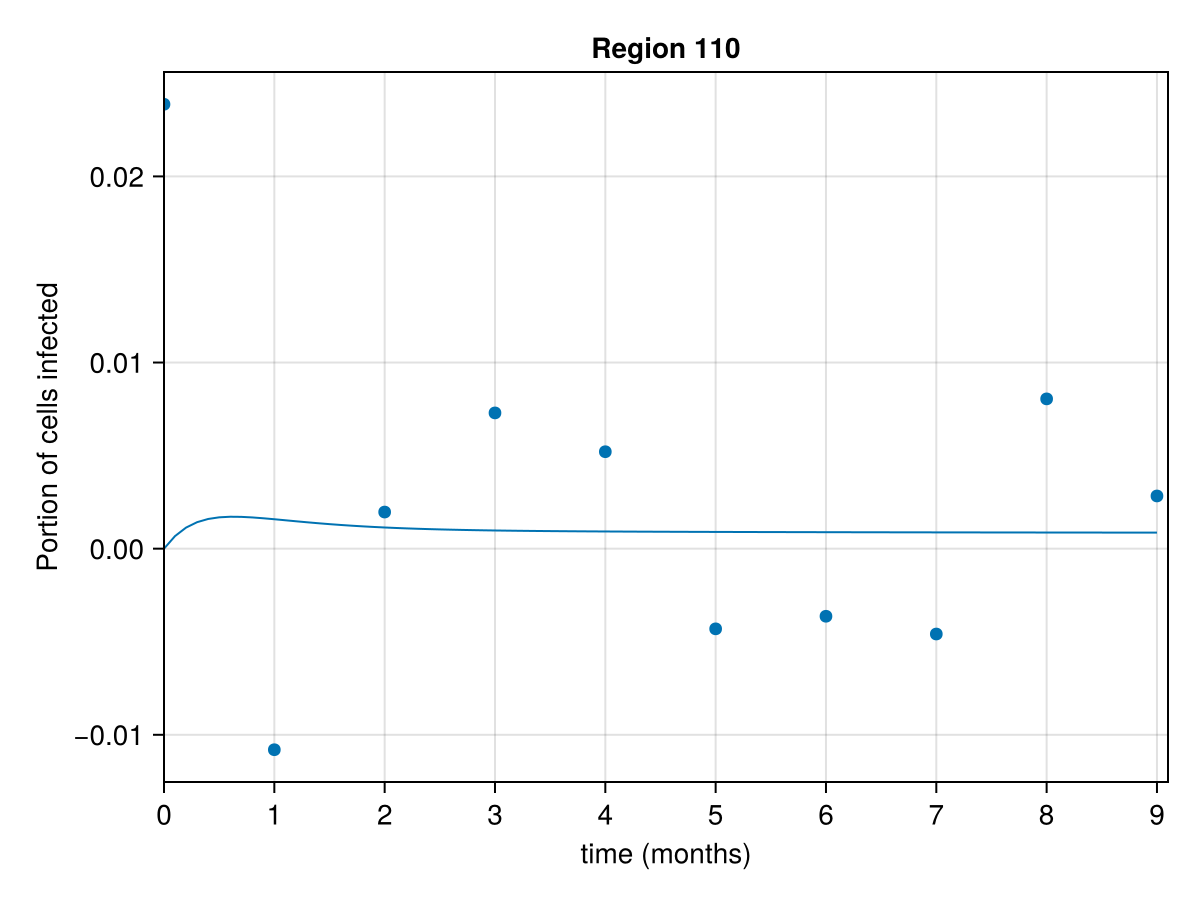 Region 110
Portion of cells infected
0.02
0.01
0.00
−0.01
0 1 2 3 4 5 6 7 8 9
time (months)